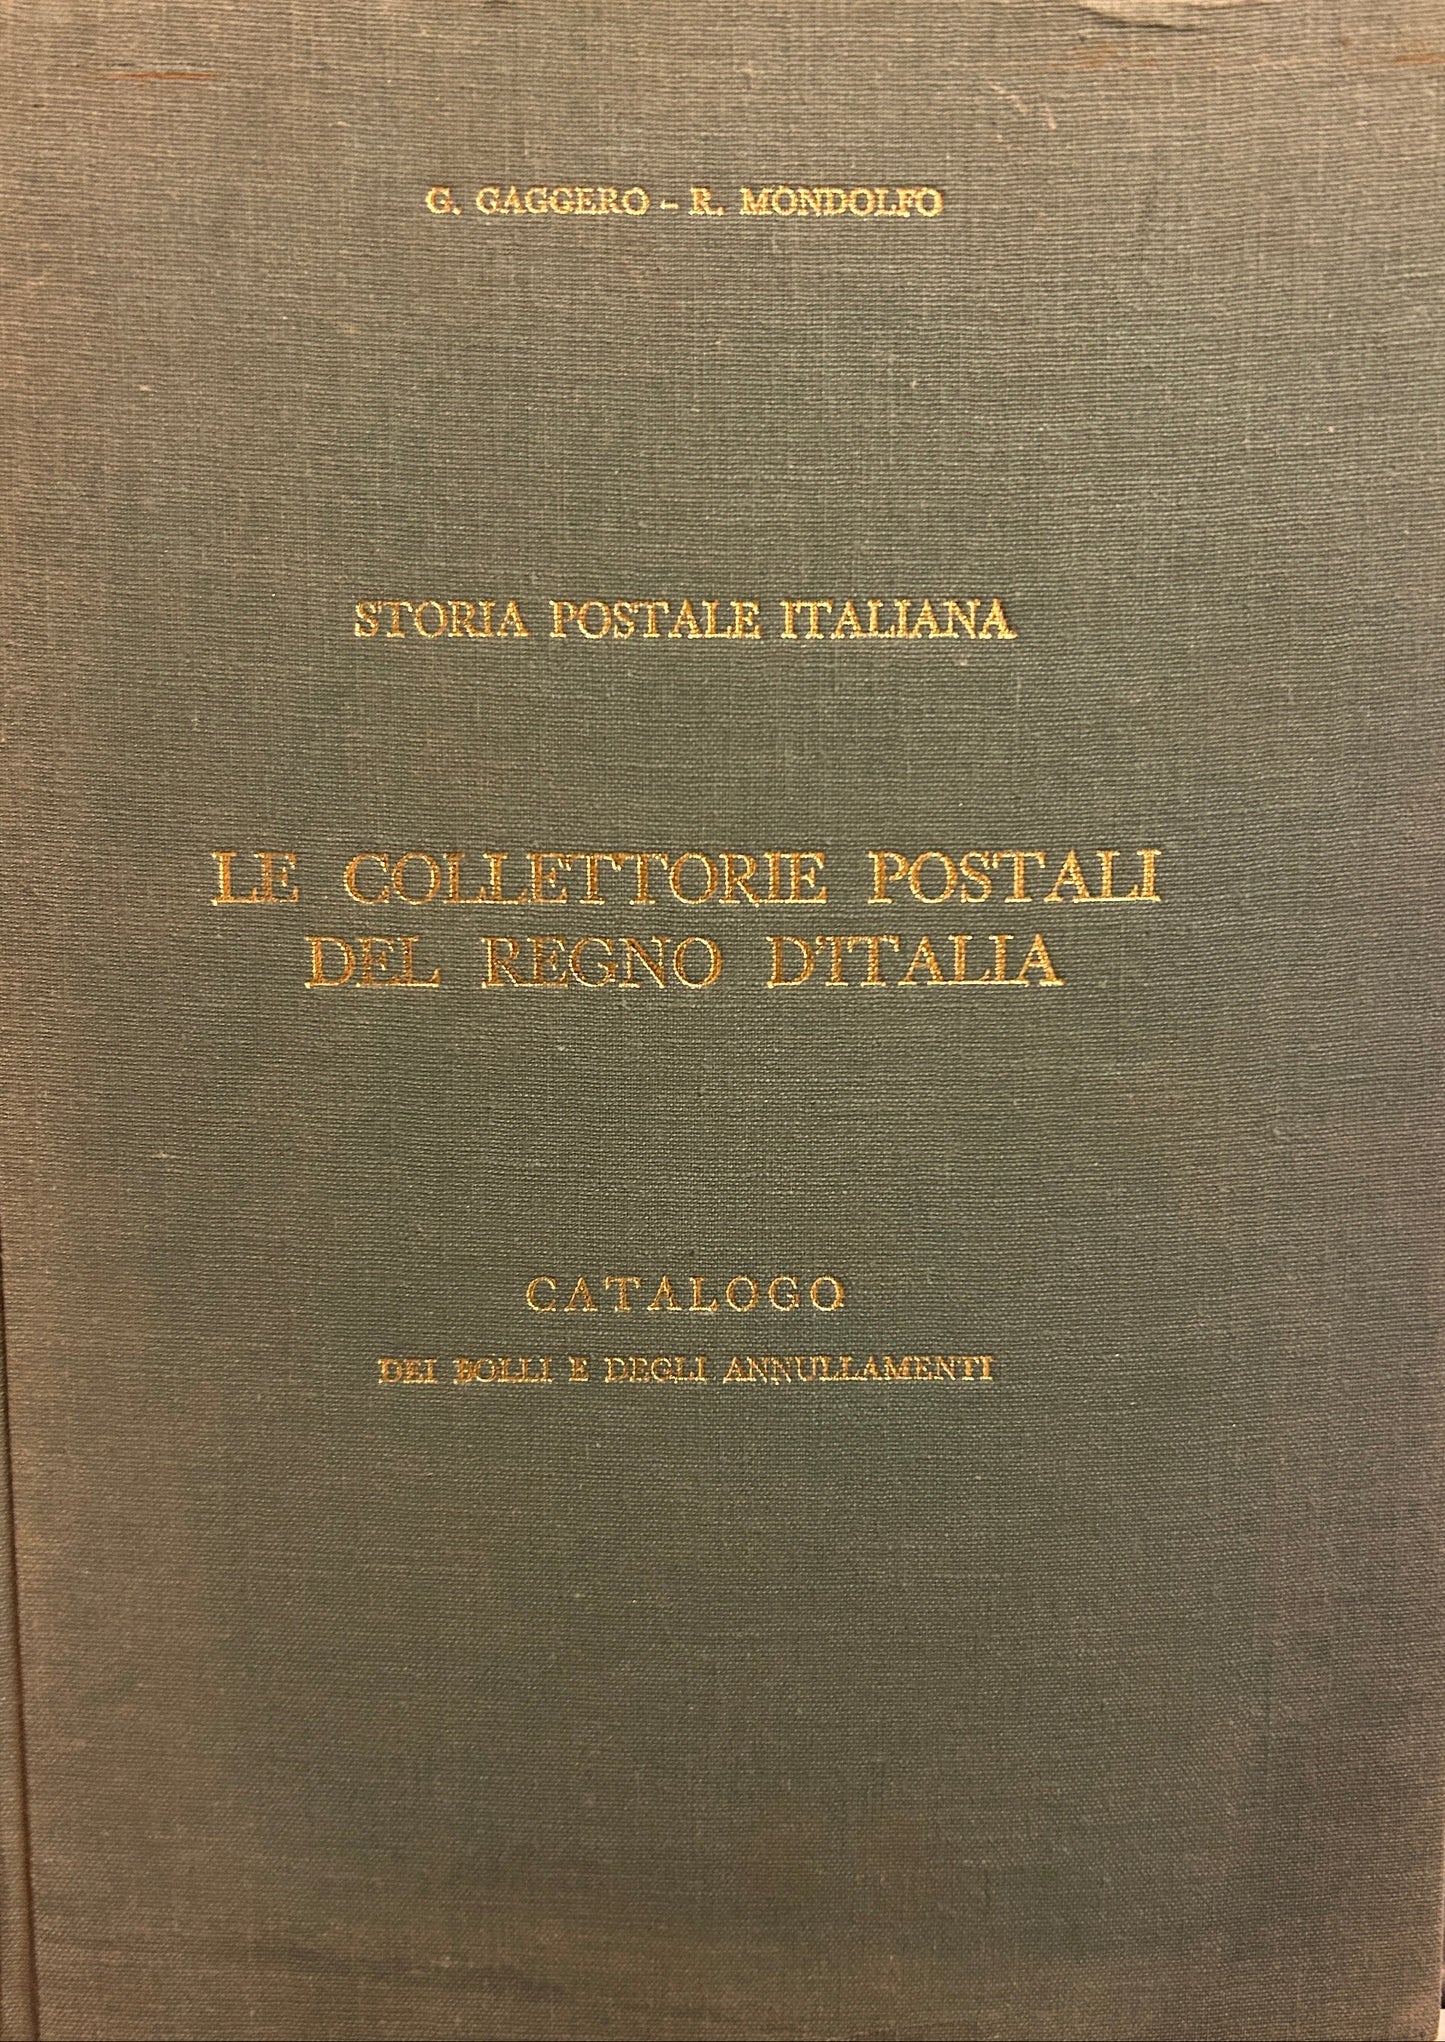 G. GAGGERO - R. MONDOLFO
STORIA POSTALE ITALIANA
LE COLLETTORIE POSTALI
DEL REGNO D'ITALIA
CATALOGO
DEI BOLLI E DEGLI ANNULLAMENTI